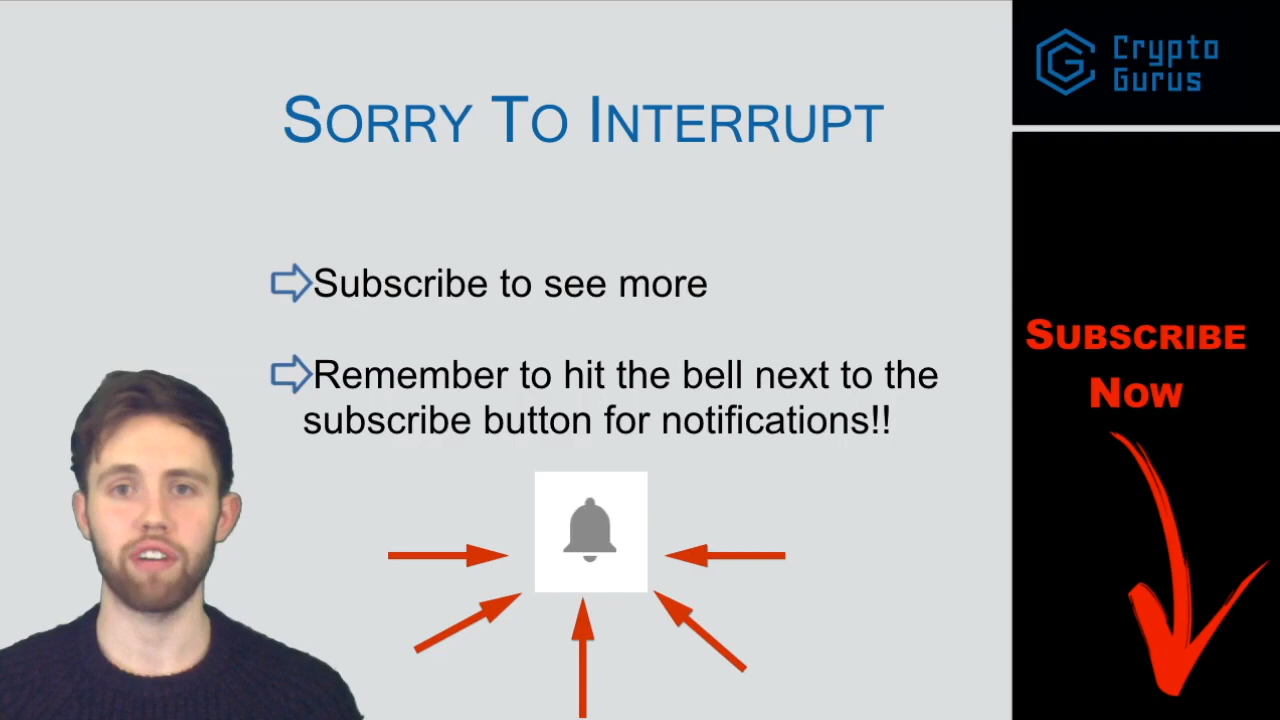 Crypto
Gurus
SORRY TO INTERRUPT
Subscribe to see more
Remember to hit the bell next to the
subscribe button for notifications!!
SUBSCRIBE
NOW